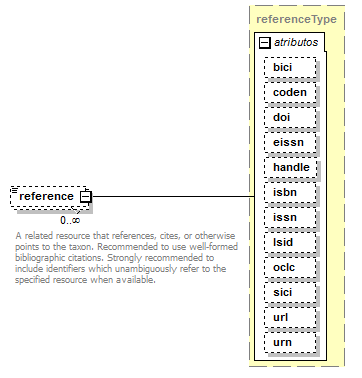 referenceType
atributos
bici
coden
doi
eissn
handle
isbn
issn
lsid
oclc
sici
url
urn
reference
0..∞
A related resource that references, cites, or otherwise
points to the taxon. Recommended to use well-formed
bibliographic citations. Strongly recommended to
include identifiers which unambiguously refer to the
specified resource when available.